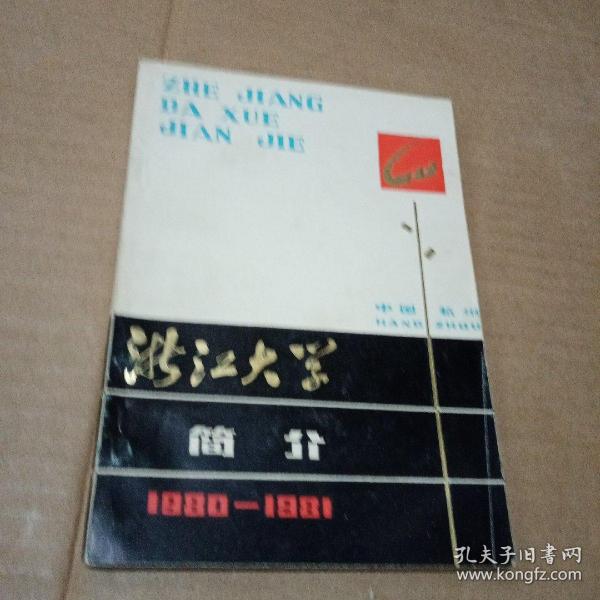 ZHE JIANG
DA XUE
JIAN JIE
中国 杭州
HANG ZHOU
浙江大学
简介
1980-1981
孔夫子旧書网
www.kongfz.com